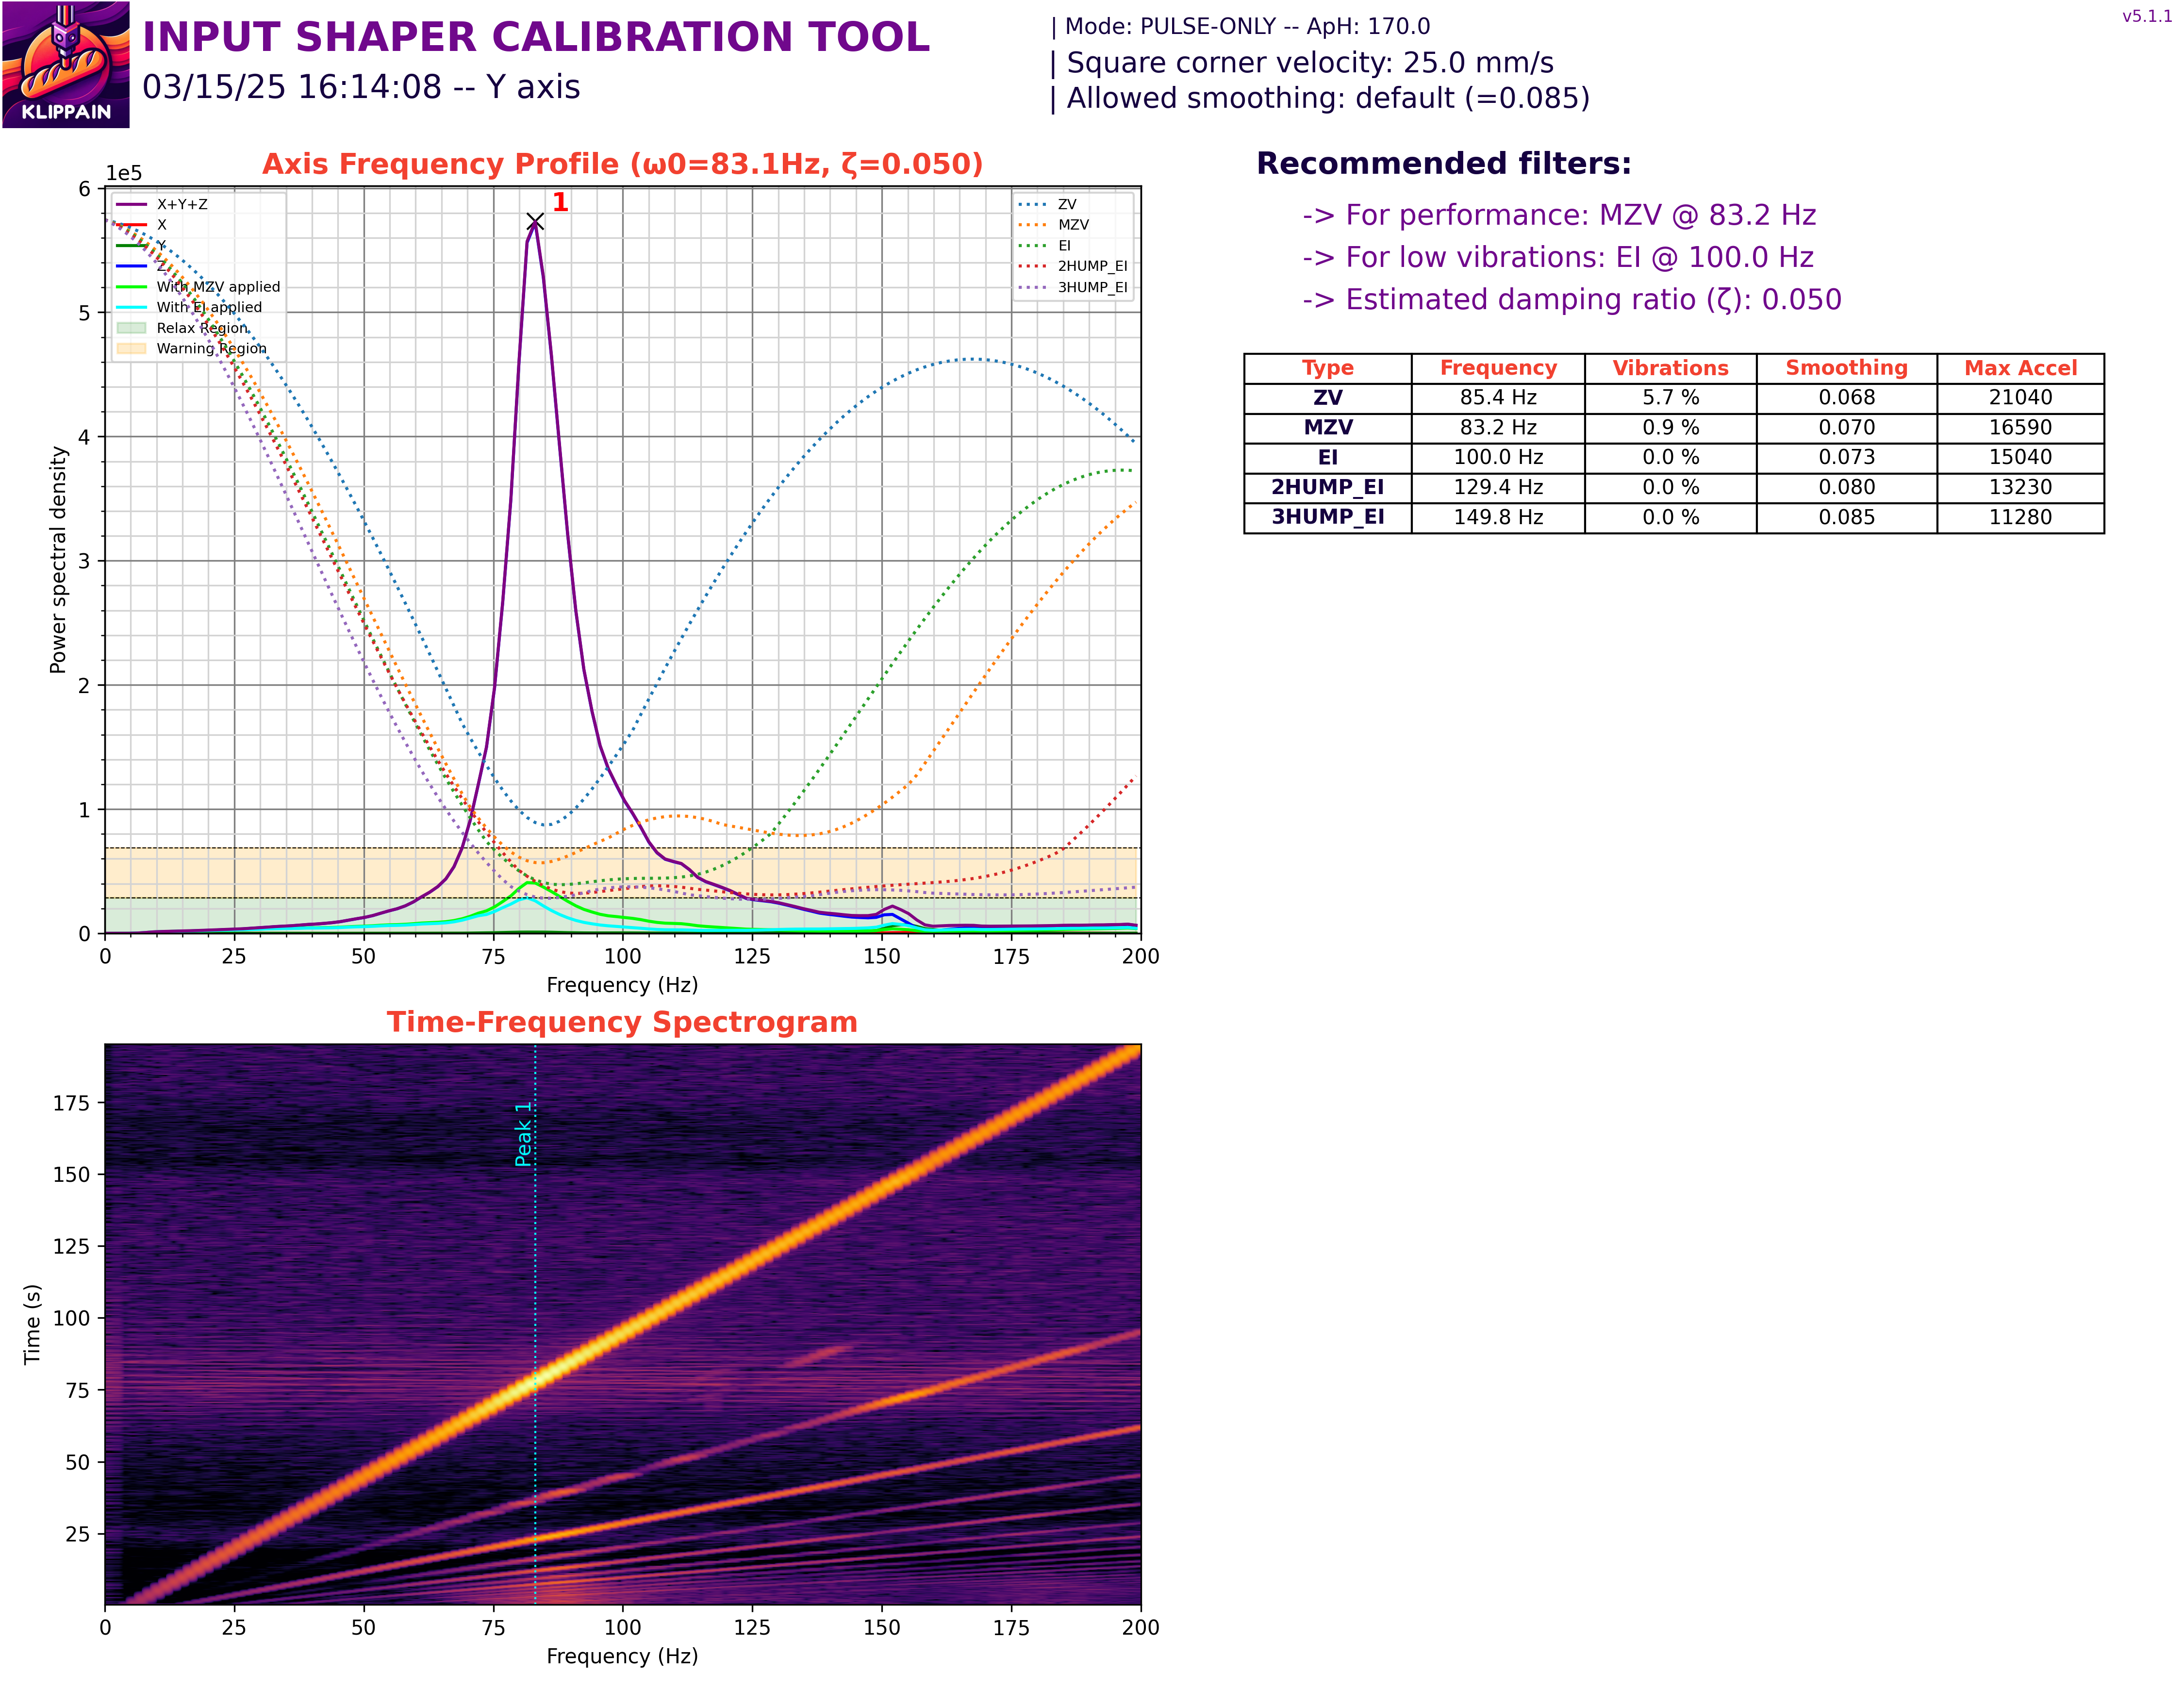 KLIPPAIN
INPUT SHAPER CALIBRATION TOOL
03/15/25 16:14:08 -- Y axis
| Mode: PULSE-ONLY -- ApH: 170.0
| Square corner velocity: 25.0 mm/s
| Allowed smoothing: default (=0.085)
v5.1.1
Axis Frequency Profile (ω0=83.1Hz, ζ=0.050)
1e5
1
X+Y+Z
X
Y
Z
With MZV applied
With EI applied
Relax Region
Warning Region
ZV
MZV
EI
2HUMP_EI
3HUMP_EI
6
5
4
3
2
1
0
Power spectral density
0 25 50 75 100 125 150 175 200
Frequency (Hz)
Recommended filters:
-> For performance: MZV @ 83.2 Hz
-> For low vibrations: EI @ 100.0 Hz
-> Estimated damping ratio (ζ): 0.050
Type Frequency Vibrations Smoothing Max Accel
ZV 85.4 Hz 5.7 % 0.068 21040
MZV 83.2 Hz 0.9 % 0.070 16590
EI 100.0 Hz 0.0 % 0.073 15040
2HUMP_EI 129.4 Hz 0.0 % 0.080 13230
3HUMP_EI 149.8 Hz 0.0 % 0.085 11280
Time-Frequency Spectrogram
Peak 1
175
150
125
100
75
50
25
Time (s)
0 25 50 75 100 125 150 175 200
Frequency (Hz)